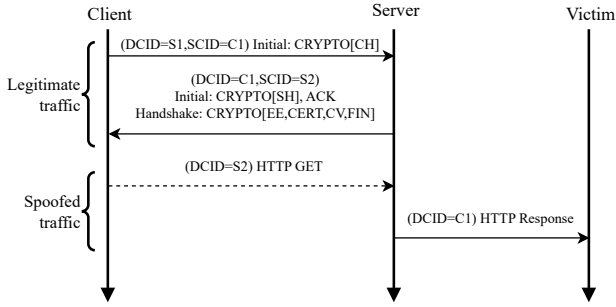 Client
Server
Victim
Legitimate
traffic
(DCID=S1,SCID=C1) Initial: CRYPTO[CH]
(DCID=C1,SCID=S2)
Initial: CRYPTO[SH], ACK
Handshake: CRYPTO[EE,CERT,CV,FIN]
Spoofed
traffic
(DCID=S2) HTTP GET
(DCID=C1) HTTP Response